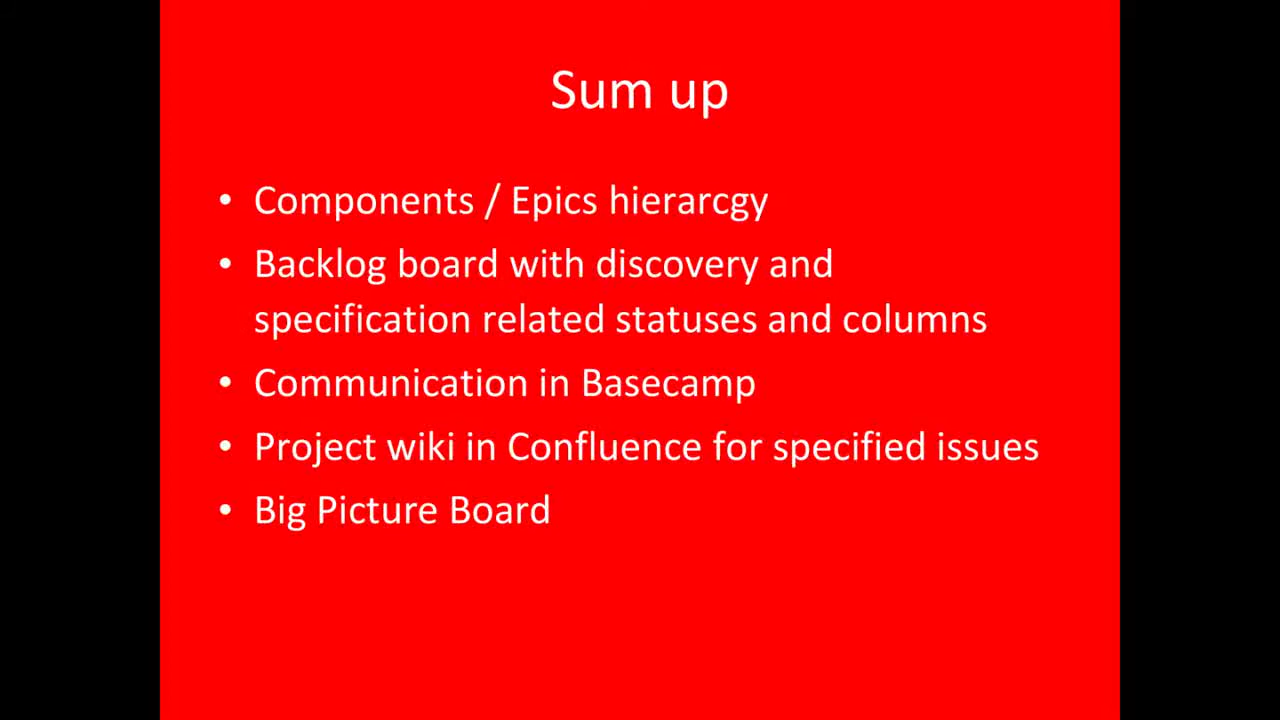 Sum up
• Components / Epics hierarcgy
• Backlog board with discovery and
specification related statuses and columns
• Communication in Basecamp
• Project wiki in Confluence for specified issues
• Big Picture Board